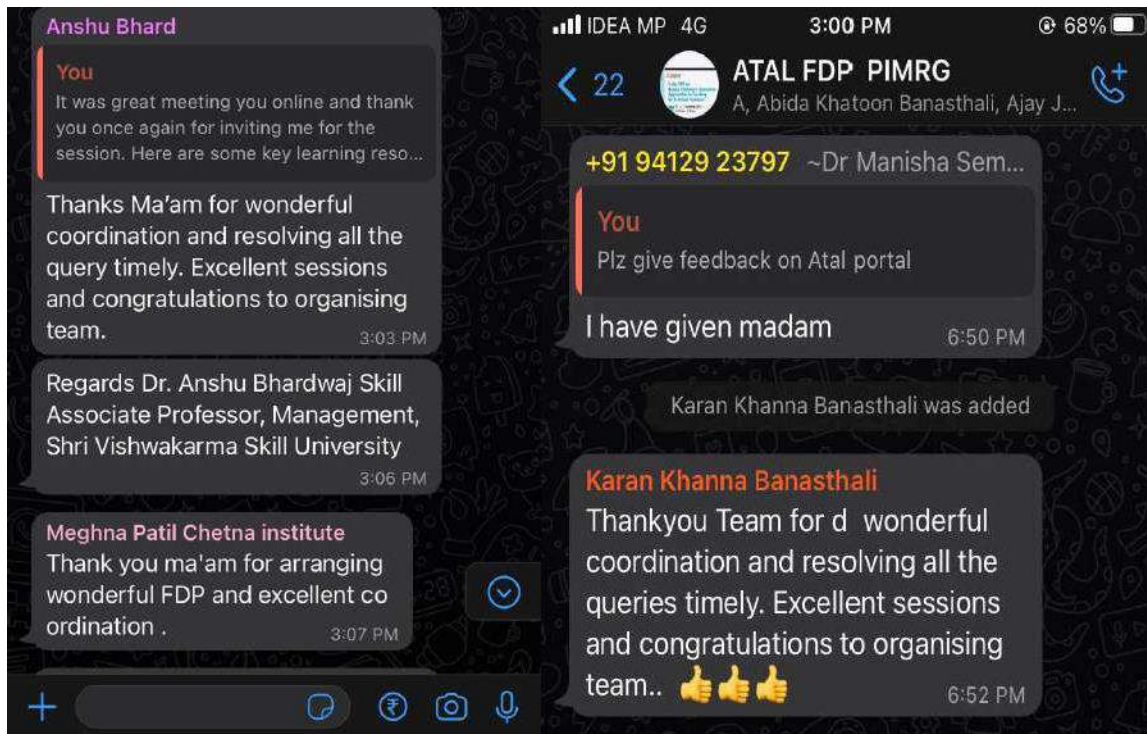 Anshu Bhard
You
It was great meeting you online and thank
you once again for inviting me for the
session. Here are some key learning reso...
Thanks Ma'am for wonderful
coordination and resolving all the
query timely. Excellent sessions
and congratulations to organising
team.
3:03 PM
Regards Dr. Anshu Bhardwaj Skill
Associate Professor, Management,
Shri Vishwakarma Skill University
3:06 PM
Meghna Patil Chetna institute
Thank you ma'am for arranging
wonderful FDP and excellent co
ordination .
3:07 PM
IDEA MP 4G 3:00 PM 68%
22
ATAL FDP PIMRG
A, Abida Khatoon Banasthali, Ajay J...
+91 94129 23797 ~Dr Manisha Sem...
You
Plz give feedback on Atal portal
I have given madam
6:50 PM
Karan Khanna Banasthali was added
Karan Khanna Banasthali
Thankyou Team for d wonderful
coordination and resolving all the
queries timely. Excellent sessions
and congratulations to organising
team.. 👍👍👍
6:52 PM